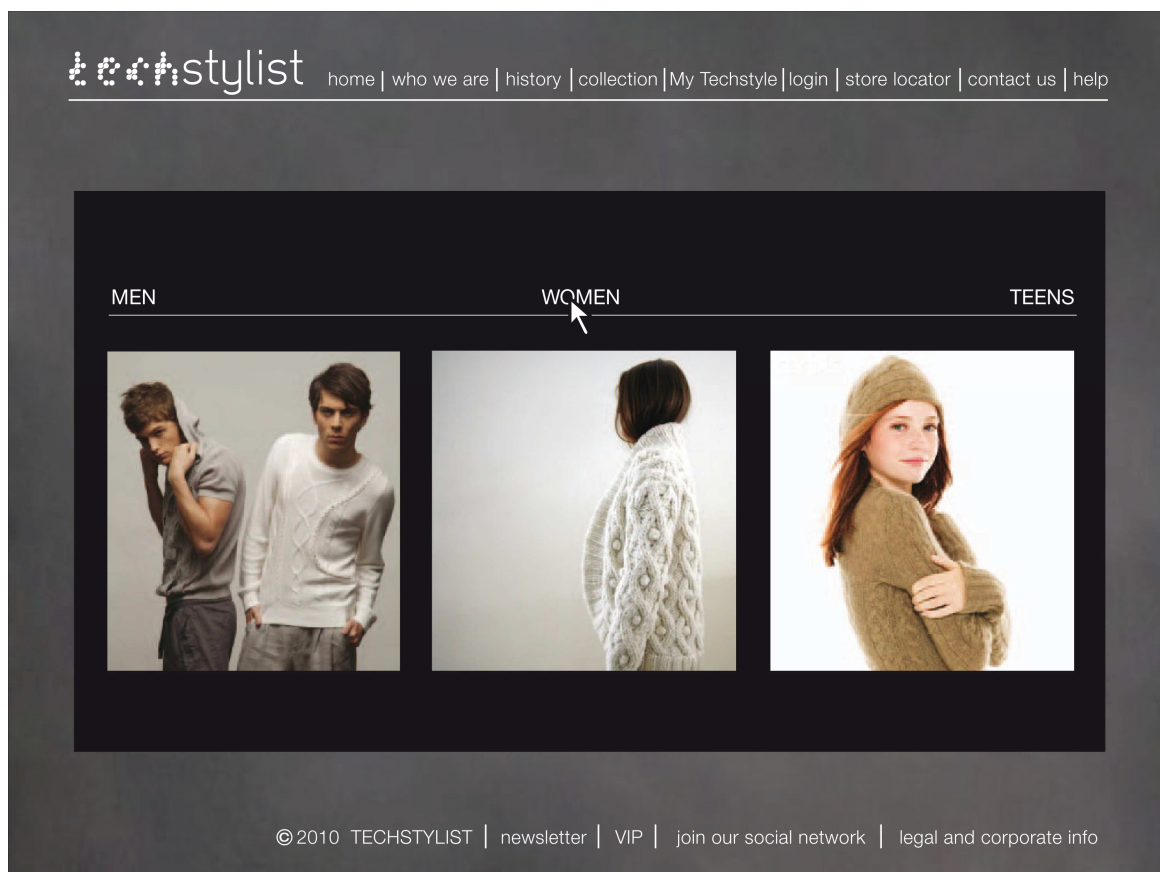 techstylist
home | who we are | history | collection | My Techstyle | login | store locator | contact us | help
MEN WOMEN TEENS
© 2010 TECHSTYLIST | newsletter | VIP | join our social network | legal and corporate info